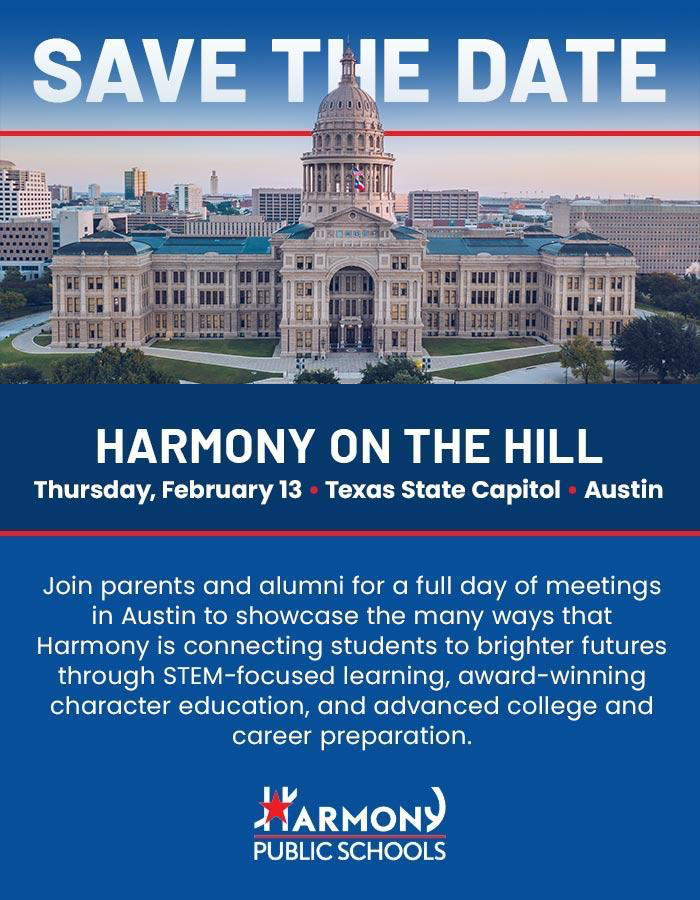 SAVE THE DATE
HARMONY ON THE HILL
Thursday, February 13 • Texas State Capitol • Austin
Join parents and alumni for a full day of meetings
in Austin to showcase the many ways that
Harmony is connecting students to brighter futures
through STEM-focused learning, award-winning
character education, and advanced college and
career preparation.
HARMONY
PUBLIC SCHOOLS